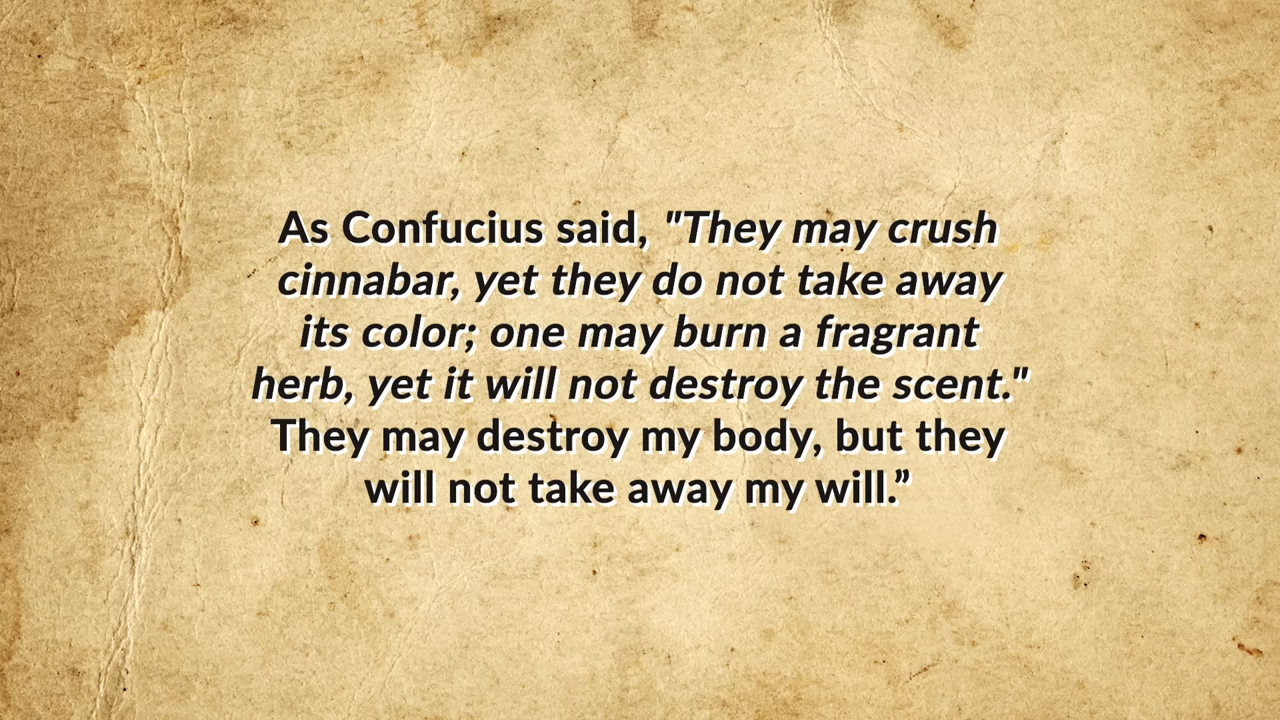 As Confucius said, "They may crush
cinnabar, yet they do not take away
its color; one may burn a fragrant
herb, yet it will not destroy the scent."
They may destroy my body, but they
will not take away my will.”